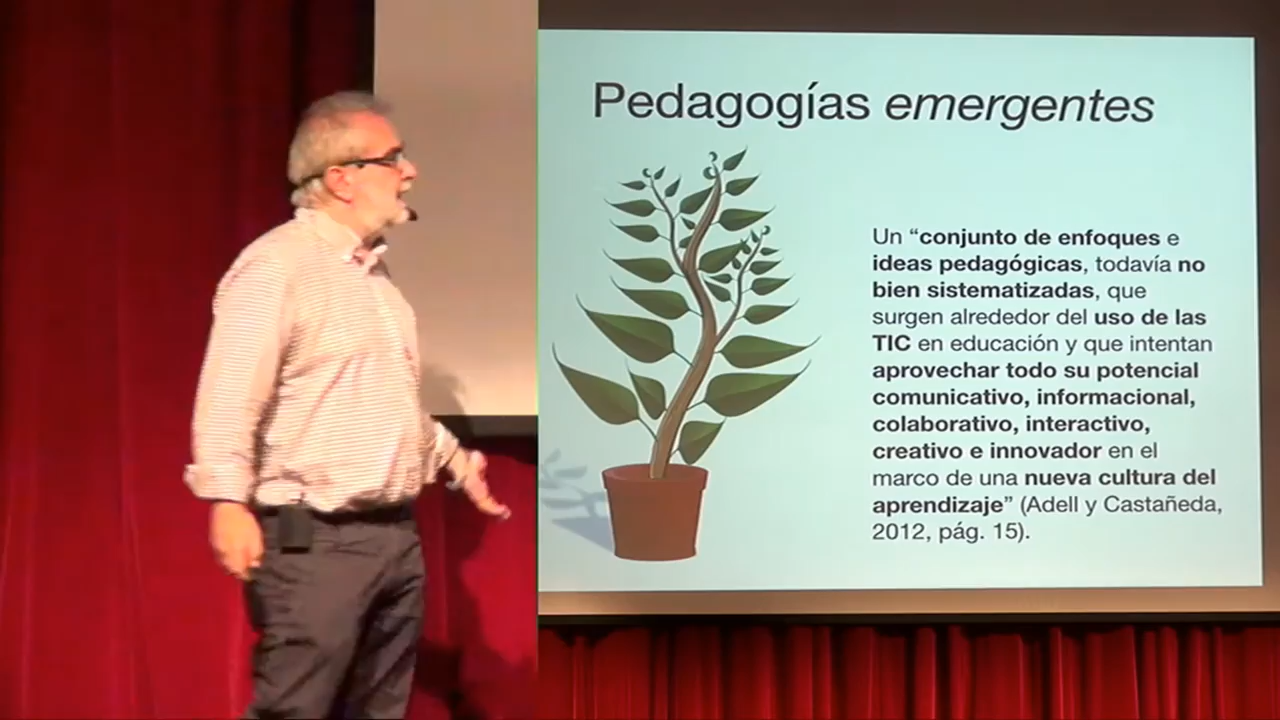 Pedagogías emergentes
Un “conjunto de enfoques e
ideas pedagógicas, todavía no
bien sistematizadas, que
surgen alrededor del uso de las
TIC en educación y que intentan
aprovechar todo su potencial
comunicativo, informacional,
colaborativo, interactivo,
creativo e innovador en el
marco de una nueva cultura del
aprendizaje” (Adell y Castañeda,
2012, pág. 15).